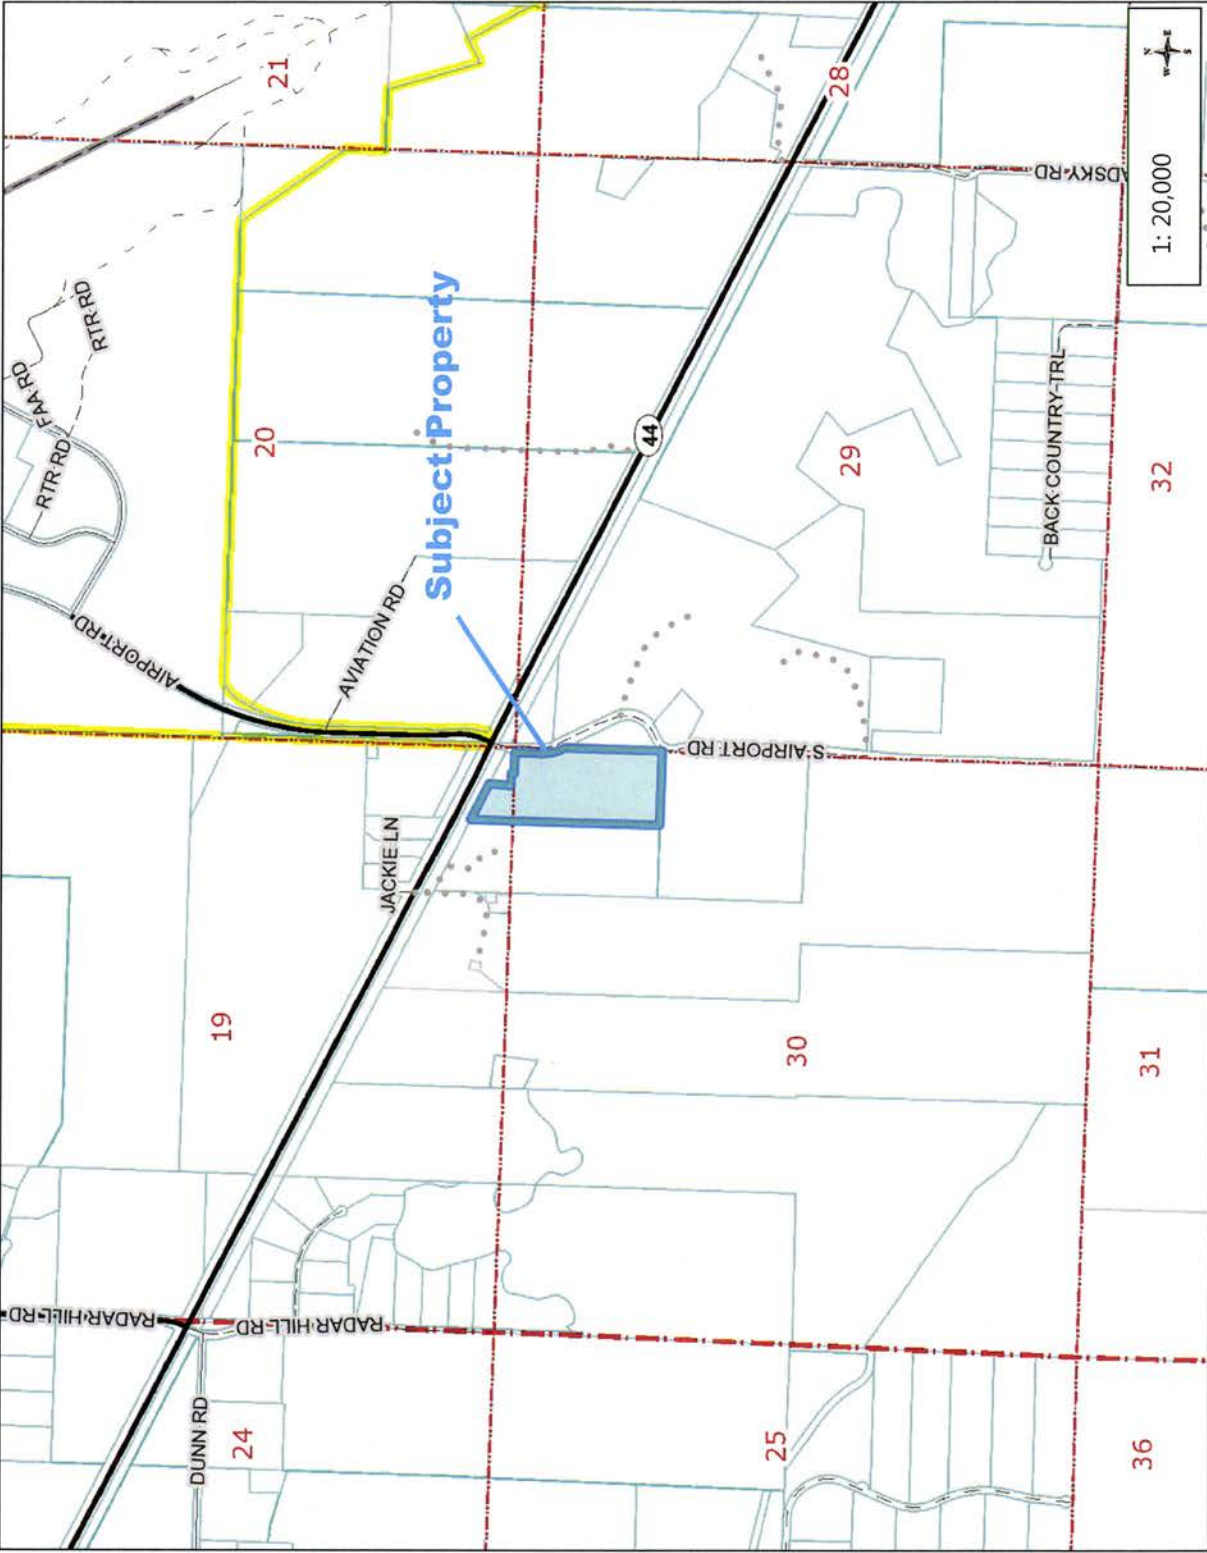 21
FAA RD
RTR RD
RTR RD
20
AIRPORT RD
AVIATION RD
Subject Property
28
ADSKY RD
N
W E
S
1: 20,000
44
29
BACK COUNTRY TRL
32
S AIRPORT RD
JACKIE LN
19
30
31
RADAR HILL RD
RADAR HILL RD
DUNN RD
24
25
36